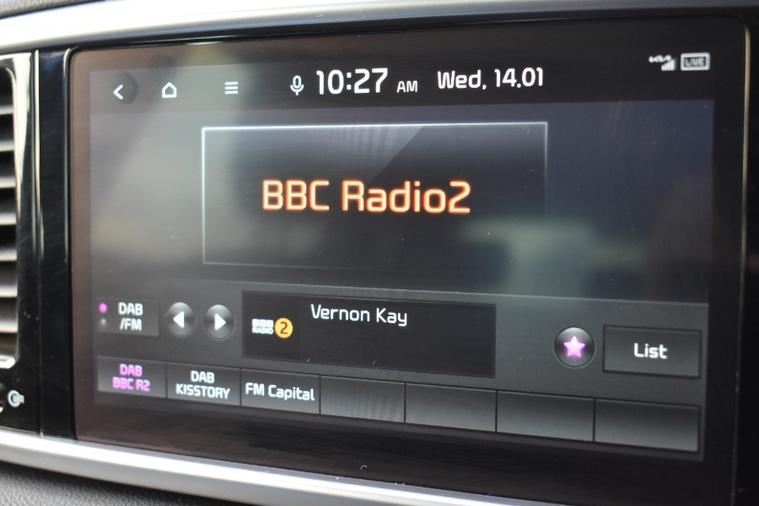 10:27 AM Wed, 14.01
LIVE
BBC Radio2
DAB
/FM
BBC
RADIO 2
Vernon Kay
List
DAB
BBC R2
DAB
KISSTORY
FM Capital